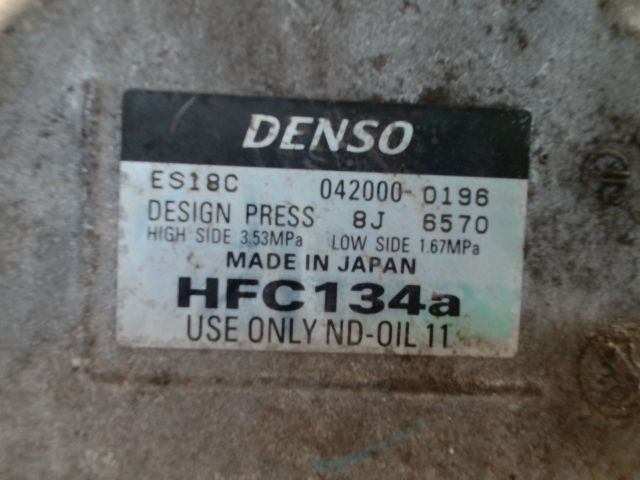 DENSO
ES18C 042000-0196
DESIGN PRESS 8J 6570
HIGH SIDE 3.53MPa LOW SIDE 1.67MPa
MADE IN JAPAN
HFC134a
USE ONLY ND-OIL 11